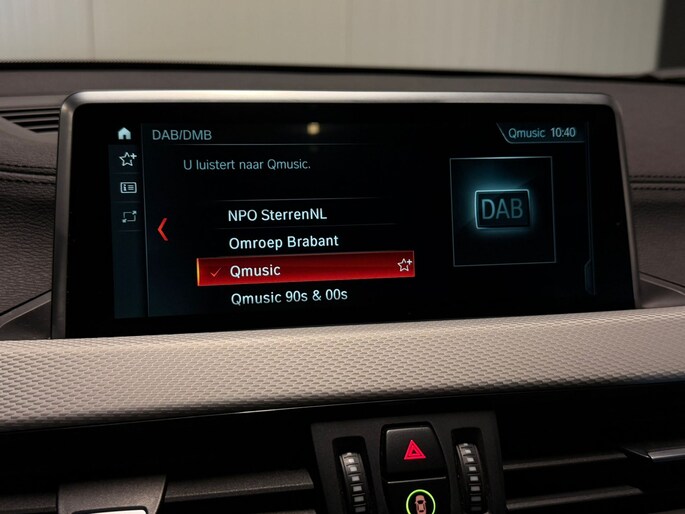 DAB/DMB
Qmusic 10:40
U luistert naar Qmusic.
NPO SterrenNL
Omroep Brabant
Qmusic
Qmusic 90s & 00s
DAB